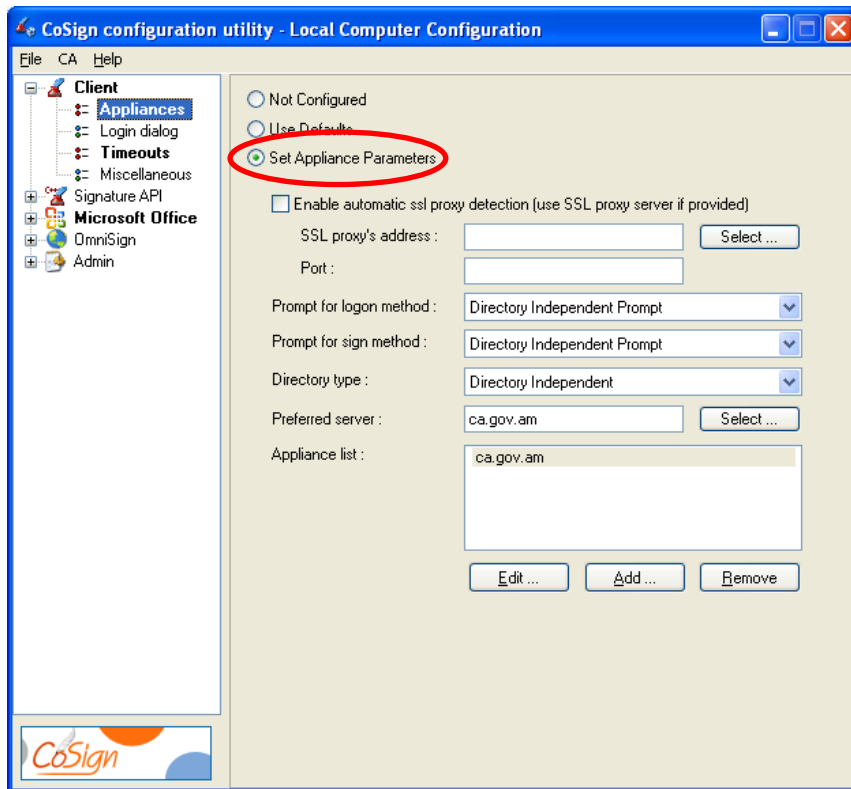 CoSign configuration utility - Local Computer Configuration
File CA Help
Client
Appliances
Login dialog
Timeouts
Miscellaneous
Signature API
Microsoft Office
OmniSign
Admin
Not Configured
Use Defaults
Set Appliance Parameters
Enable automatic ssl proxy detection (use SSL proxy server if provided)
SSL proxy's address : Select ...
Port :
Prompt for logon method : Directory Independent Prompt
Prompt for sign method : Directory Independent Prompt
Directory type : Directory Independent
Preferred server : ca.gov.am Select ...
Appliance list : ca.gov.am
Edit ... Add ... Remove
CoSign